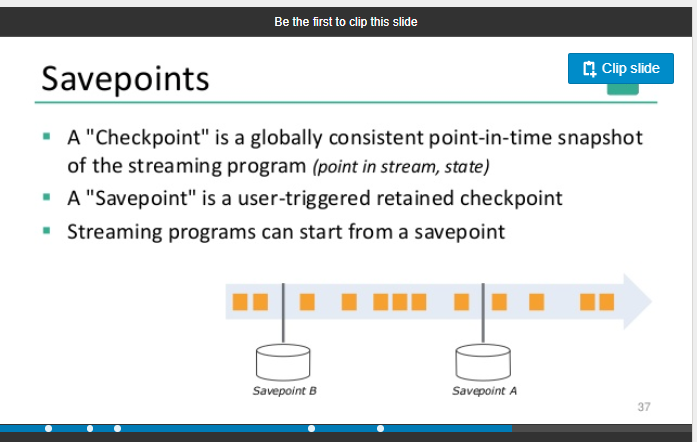 Be the first to clip this slide
Savepoints
Clip slide
A "Checkpoint" is a globally consistent point-in-time snapshot
of the streaming program (point in stream, state)
A "Savepoint" is a user-triggered retained checkpoint
Streaming programs can start from a savepoint
Savepoint B
Savepoint A
37